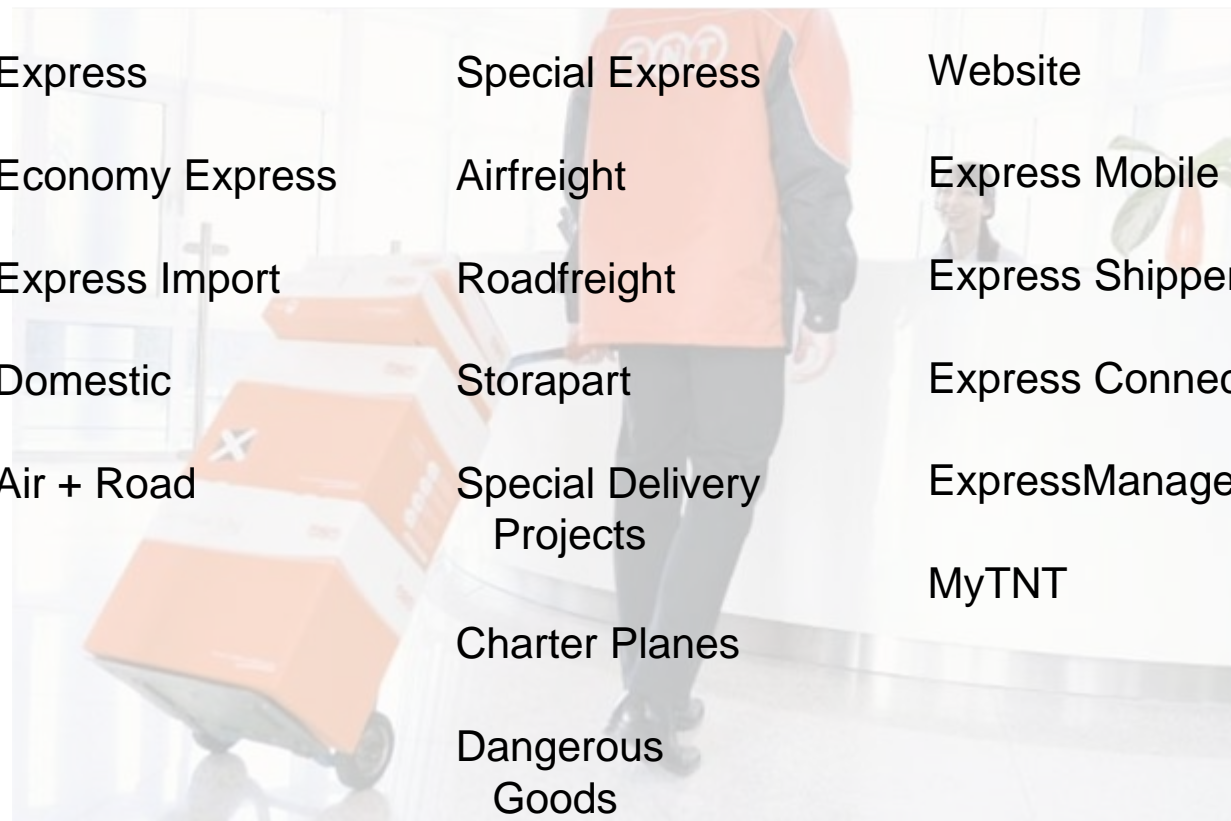 Express
Economy Express
Express Import
Domestic
Air + Road
Special Express
Airfreight
Roadfreight
Storapart
Special Delivery
Projects
Charter Planes
Dangerous
Goods
Website
Express Mobile
Express Shipper
Express Connec
ExpressManage
MyTNT
TNT